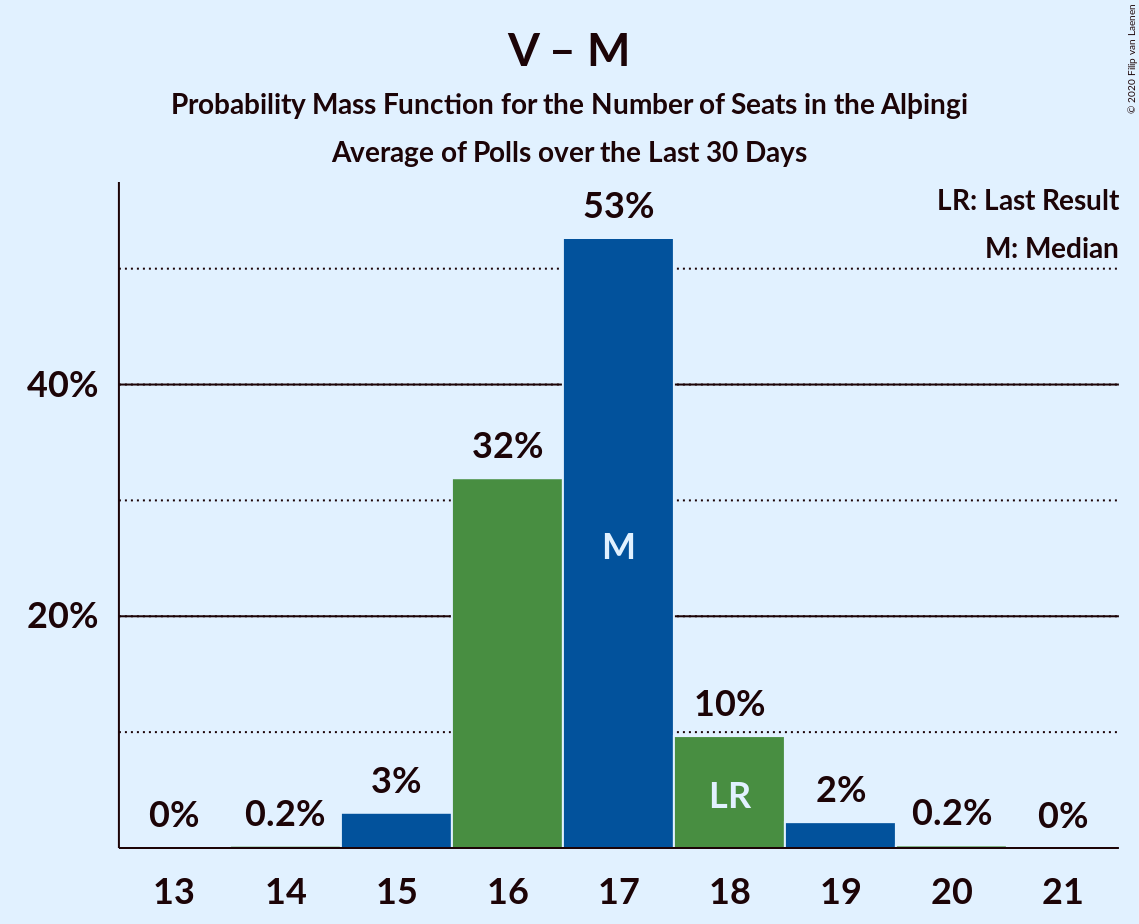 V – M
Probability Mass Function for the Number of Seats in the Alþingi
Average of Polls over the Last 30 Days
© 2020 Filip van Laenen
LR: Last Result
M: Median
40%
20%
0%
0.2%
3%
32%
53%
10%
2%
0.2%
0%
M
LR
13 14 15 16 17 18 19 20 21